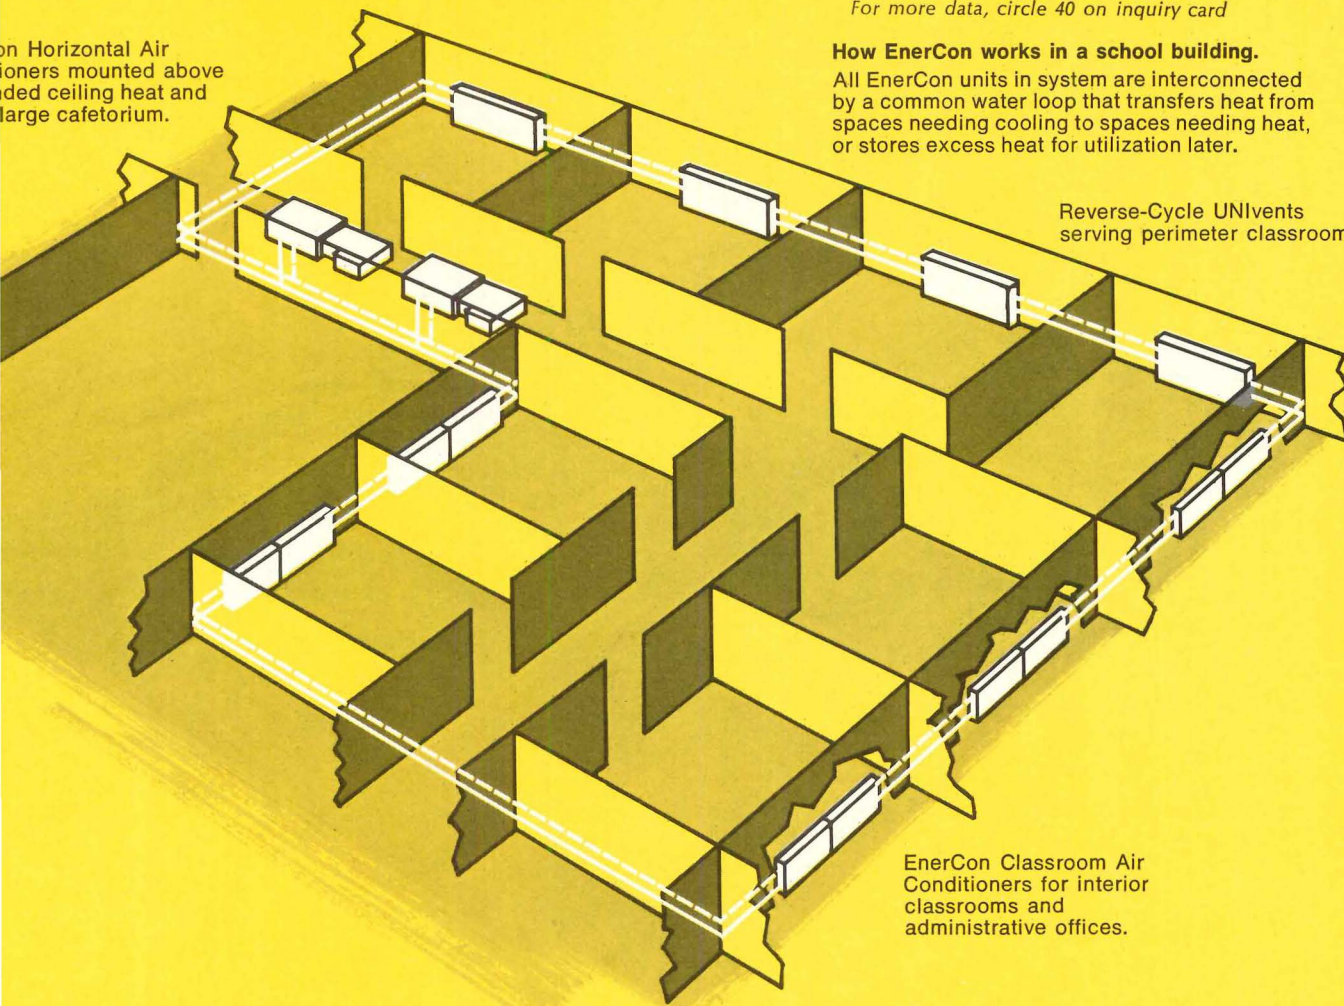 For more data, circle 40 on inquiry card
on Horizontal Air
ioners mounted above
nded ceiling heat and
large cafetorium.
How EnerCon works in a school building.
All EnerCon units in system are interconnected
by a common water loop that transfers heat from
spaces needing cooling to spaces needing heat,
or stores excess heat for utilization later.
Reverse-Cycle UNIvents
serving perimeter classroom
EnerCon Classroom Air
Conditioners for interior
classrooms and
administrative offices.